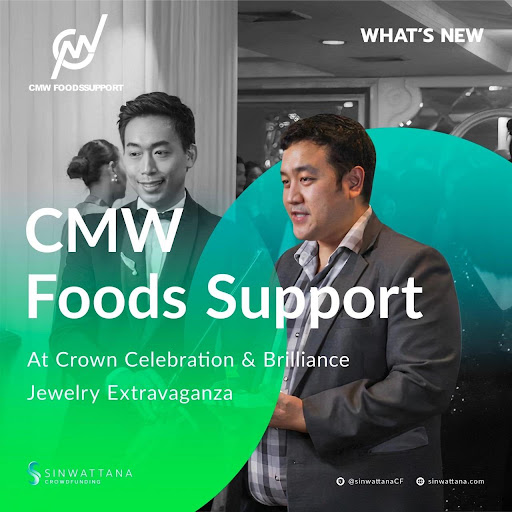 WHAT'S NEW
CMW FOODSSUPPORT
CMW
Foods Support
At Crown Celebration & Brilliance
Jewelry Extravaganza
SINWATTANA
CROWDFUNDING
@sinwattanaCF
sinwattana.com